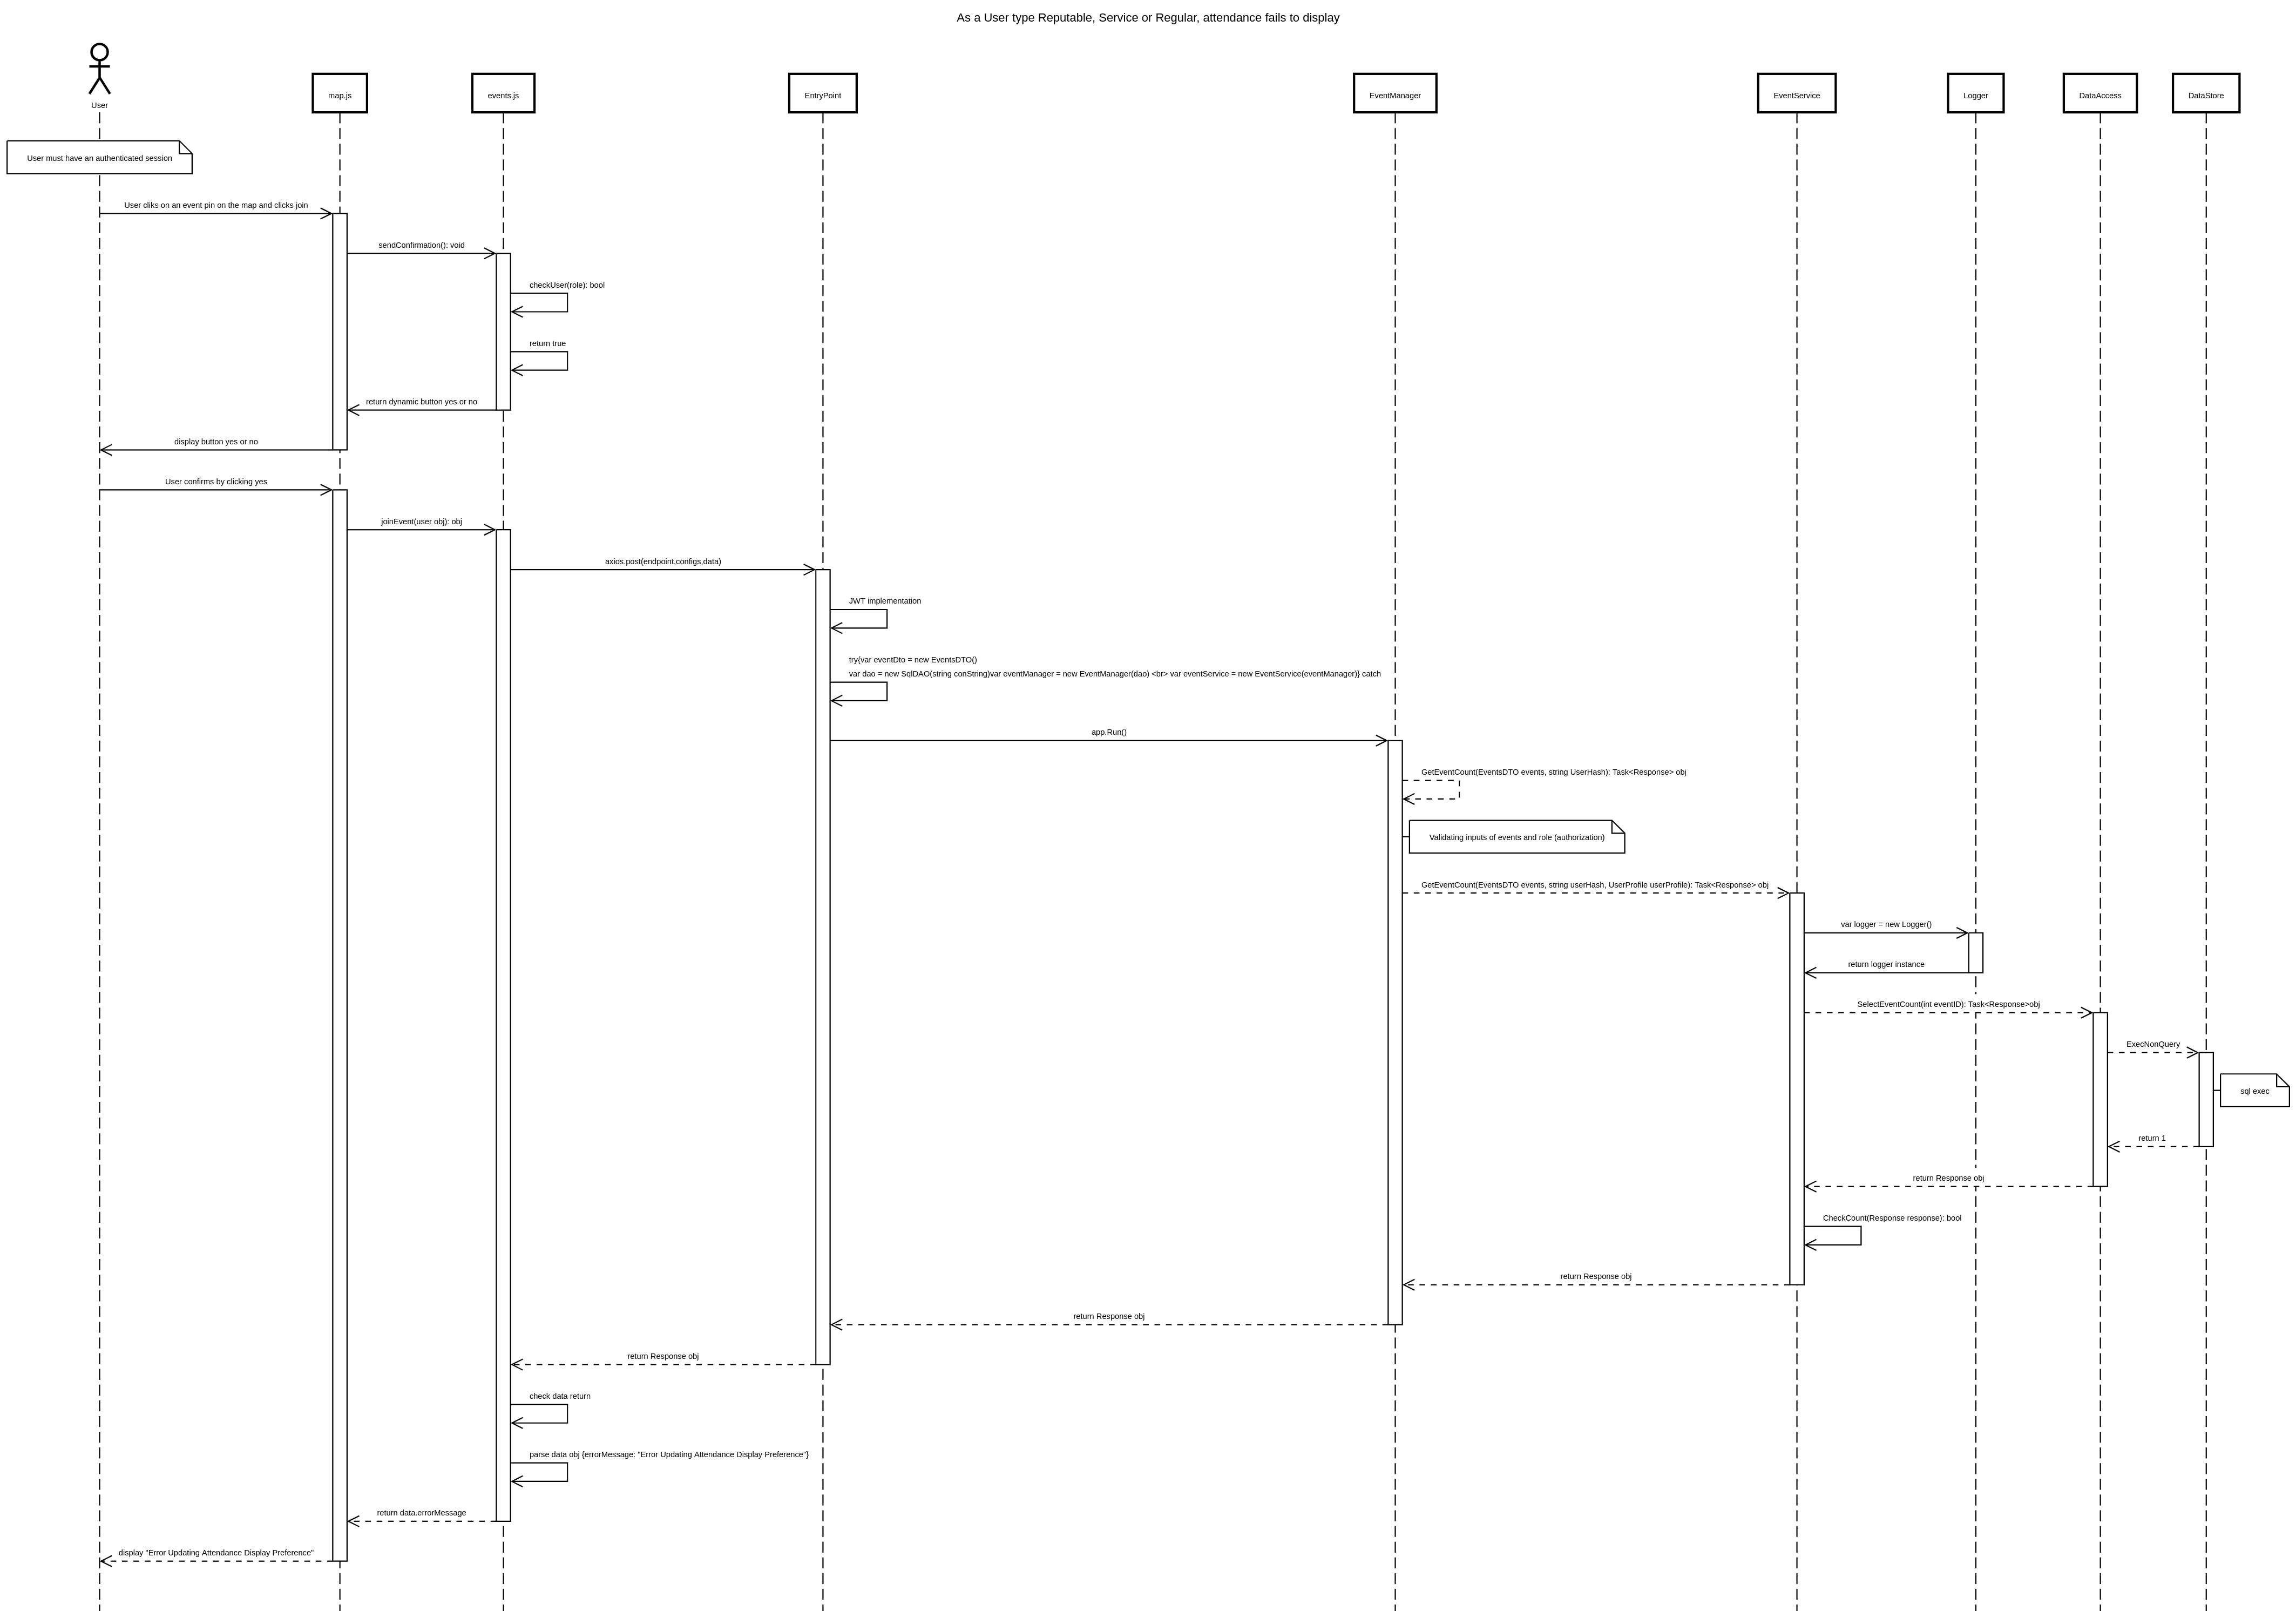 As a User type Reputable, Service or Regular, attendance fails to display
User
map.js
events.js
EntryPoint
EventManager
EventService
Logger
DataAccess
DataStore
User must have an authenticated session
User cliks on an event pin on the map and clicks join
sendConfirmation(): void
checkUser(role): bool
return true
return dynamic button yes or no
display button yes or no
User confirms by clicking yes
joinEvent(user obj): obj
axios.post(endpoint,configs,data)
JWT implementation
try{var eventDto = new EventsDTO()
var dao = new SqlDAO(string conString)var eventManager = new EventManager(dao) <br> var eventService = new EventService(eventManager)} catch
app.Run()
GetEventCount(EventsDTO events, string UserHash): Task<Response> obj
Validating inputs of events and role (authorization)
GetEventCount(EventsDTO events, string userHash, UserProfile userProfile): Task<Response> obj
var logger = new Logger()
return logger instance
SelectEventCount(int eventID): Task<Response>obj
ExecNonQuery
sql exec
return 1
return Response obj
CheckCount(Response response): bool
return Response obj
return Response obj
return Response obj
check data return
parse data obj {errorMessage: "Error Updating Attendance Display Preference"}
return data.errorMessage
display "Error Updating Attendance Display Preference"